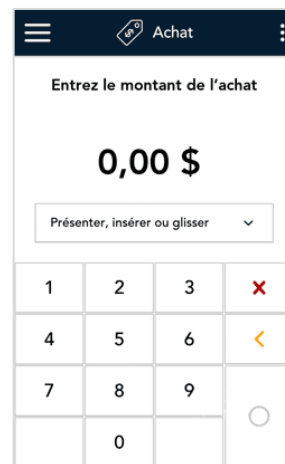 Achat
Entrez le montant de l’achat
0,00 $
Présenter, insérer ou glisser
1 2 3
4 5 6
7 8 9
0